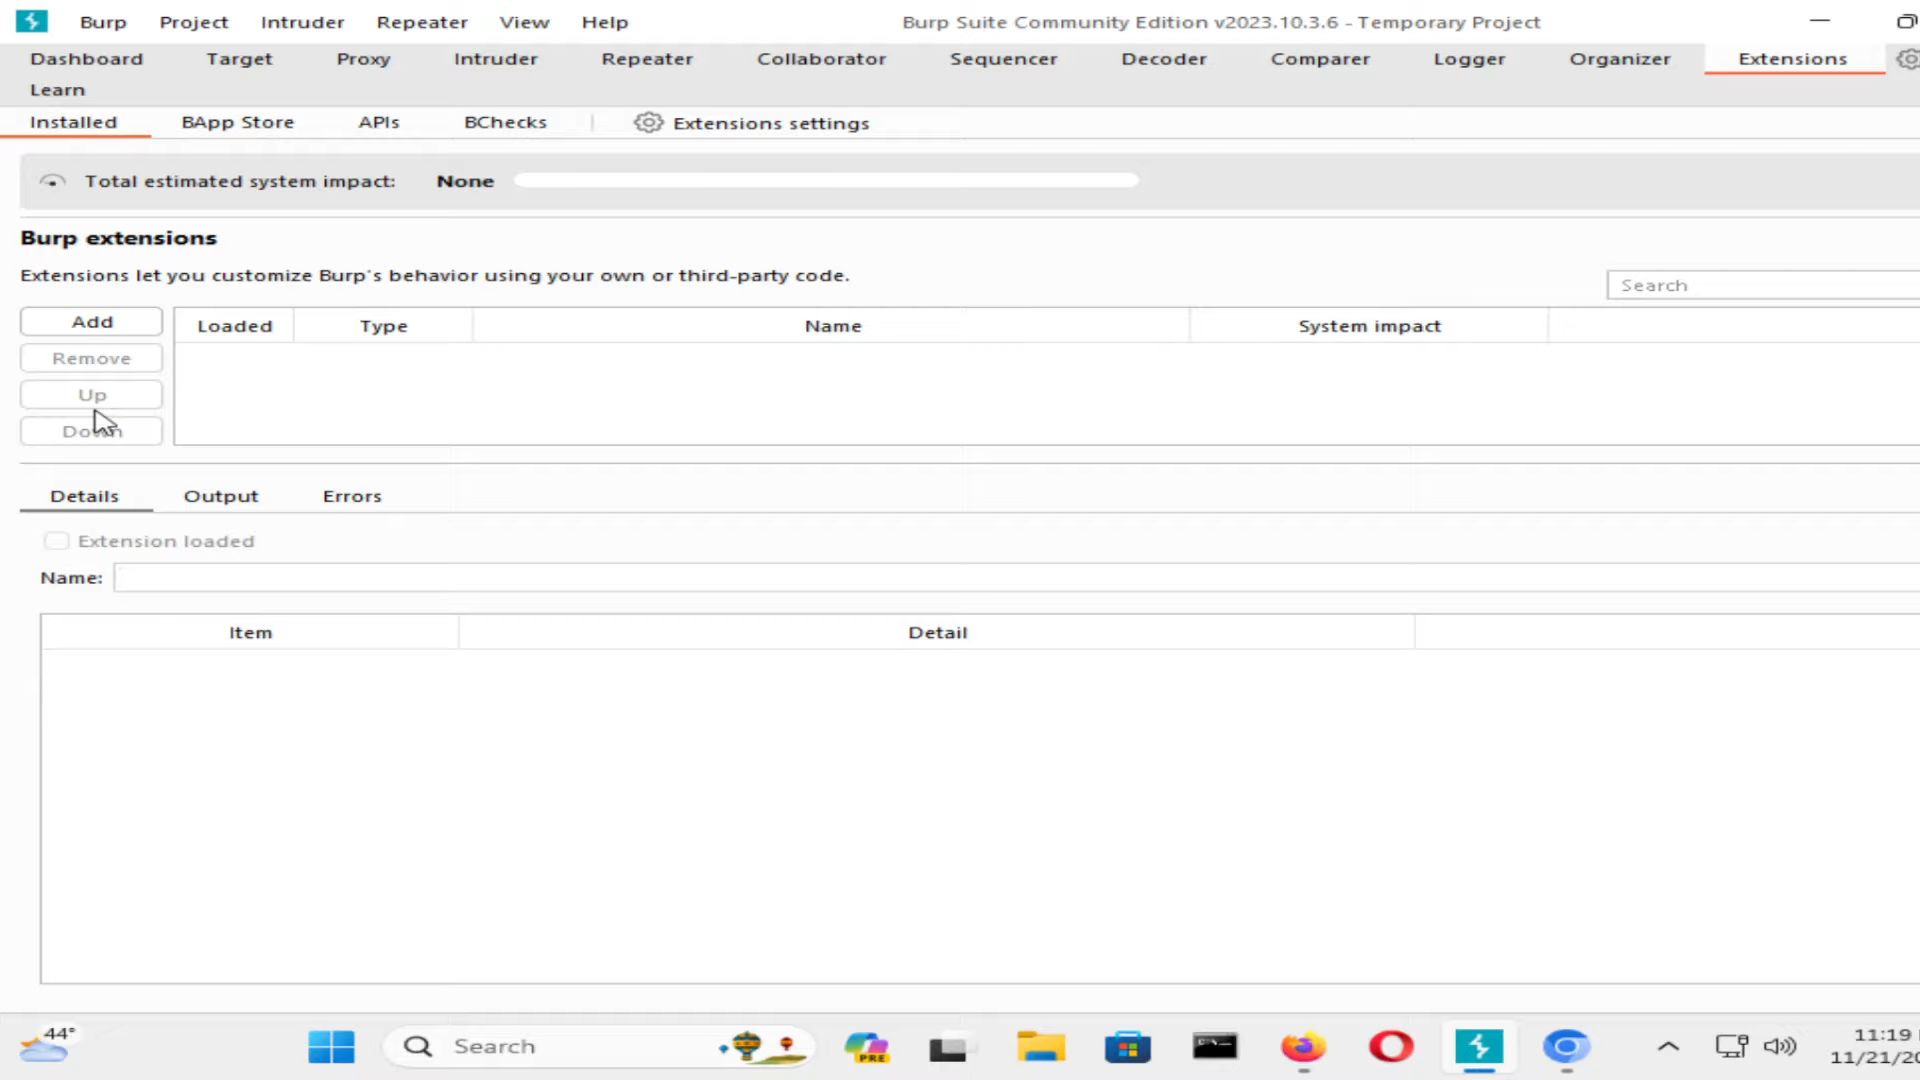 Burp Project Intruder Repeater View Help Burp Suite Community Edition v2023.10.3.6 - Temporary Project
Dashboard Target Proxy Intruder Repeater Collaborator Sequencer Decoder Comparer Logger Organizer Extensions
Learn
Installed BApp Store APIs BChecks Extensions settings
Total estimated system impact: None
Burp extensions
Extensions let you customize Burp's behavior using your own or third-party code.
Search
Add Loaded Type Name System impact
Remove
Up
Down
Details Output Errors
Extension loaded
Name:
Item Detail
44°
Search
PRE
11:19
11/21/20